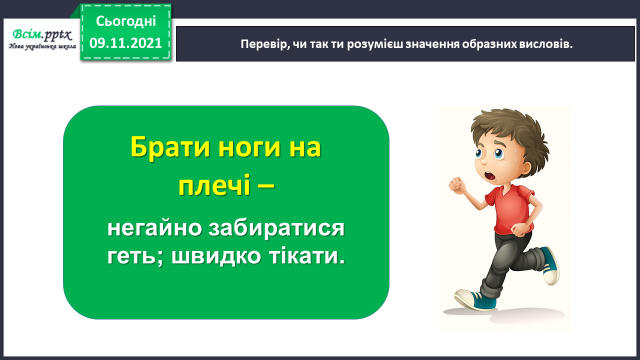 Всім.pptx
Нова українська школа
Сьогодні
09.11.2021
Перевір, чи так ти розумієш значення образних висловів.
Брати ноги на
плечі –
негайно забиратися
геть; швидко тікати.